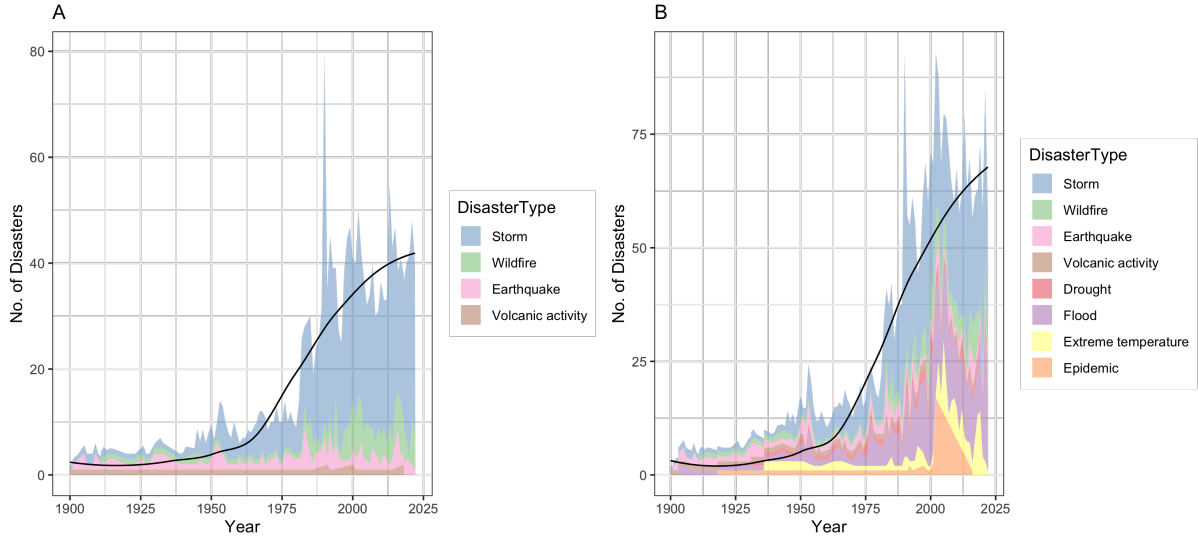 A
No. of Disasters
80
60
40
20
0
1900 1925 1950 1975 2000 2025
Year
DisasterType
Storm
Wildfire
Earthquake
Volcanic activity
B
No. of Disasters
75
50
25
0
1900 1925 1950 1975 2000 2025
Year
DisasterType
Storm
Wildfire
Earthquake
Volcanic activity
Drought
Flood
Extreme temperature
Epidemic